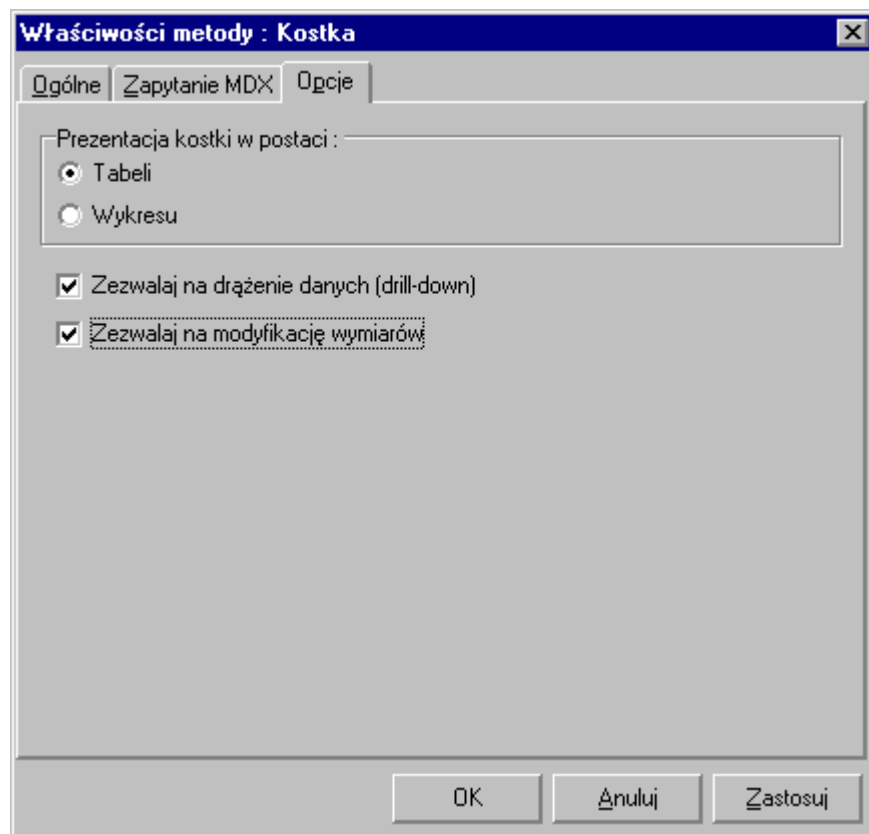 Właściwości metody : Kostka
Ogólne Zapytanie MDX Opcje
Prezentacja kostki w postaci :
Tabeli
Wykresu
Zezwalaj na drążenie danych (drill-down)
Zezwalaj na modyfikację wymiarów
OK Anuluj Zastosuj